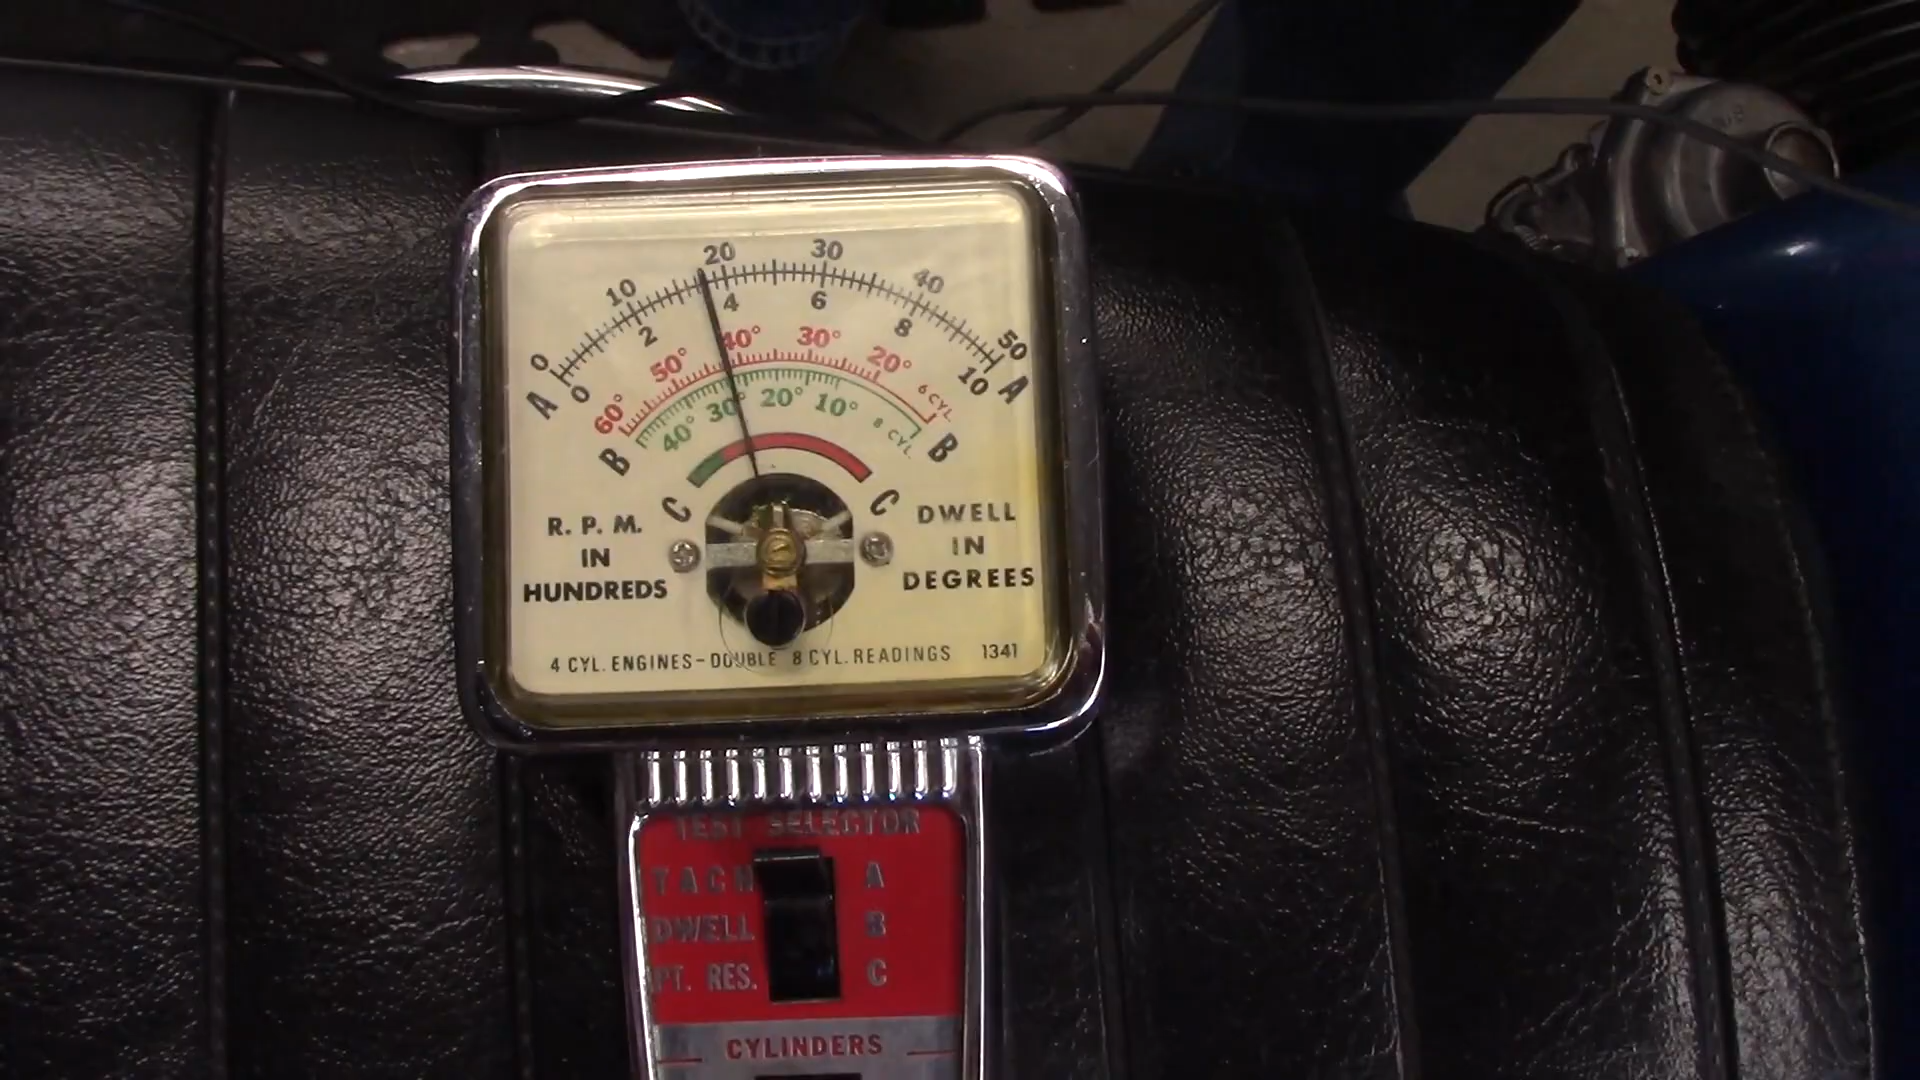 0 10 20 30 40 50
A 0 2 4 6 8 10 A
60° 50° 40° 30° 20° 6 CYL.
B 40° 30° 20° 10° 8 CYL. B
C C
R. P. M.
IN
HUNDREDS
DWELL
IN
DEGREES
4 CYL. ENGINES-DOUBLE 8 CYL. READINGS 1341
TEST SELECTOR
TACH A
DWELL B
PT. RES. C
CYLINDERS